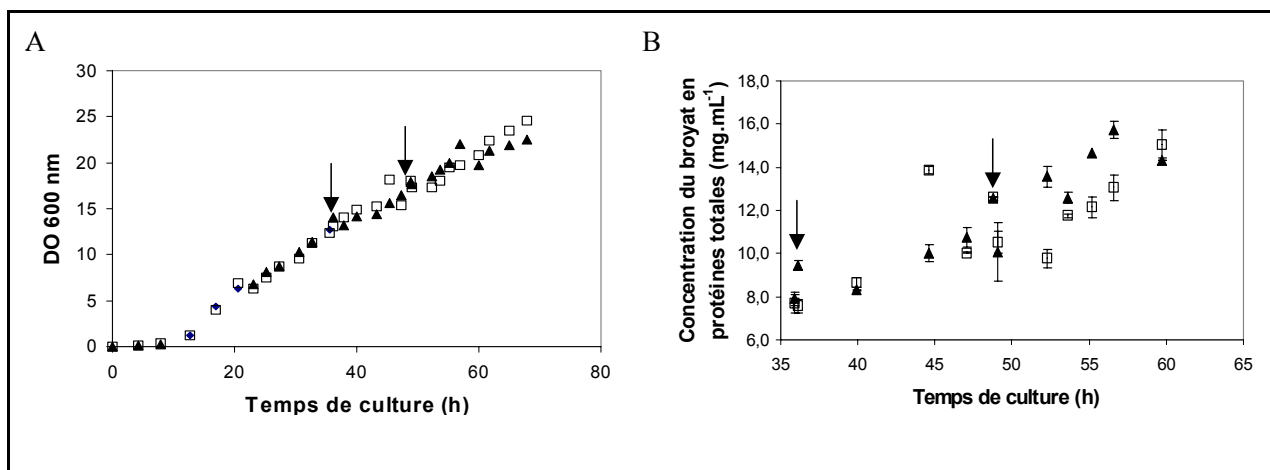 A
DO 600 nm
30
25
20
15
10
5
0
0 20 40 60 80
Temps de culture (h)
B
Concentration du broyat en
protéines totales (mg.mL-1)
18,0
16,0
14,0
12,0
10,0
8,0
6,0
35 40 45 50 55 60 65
Temps de culture (h)